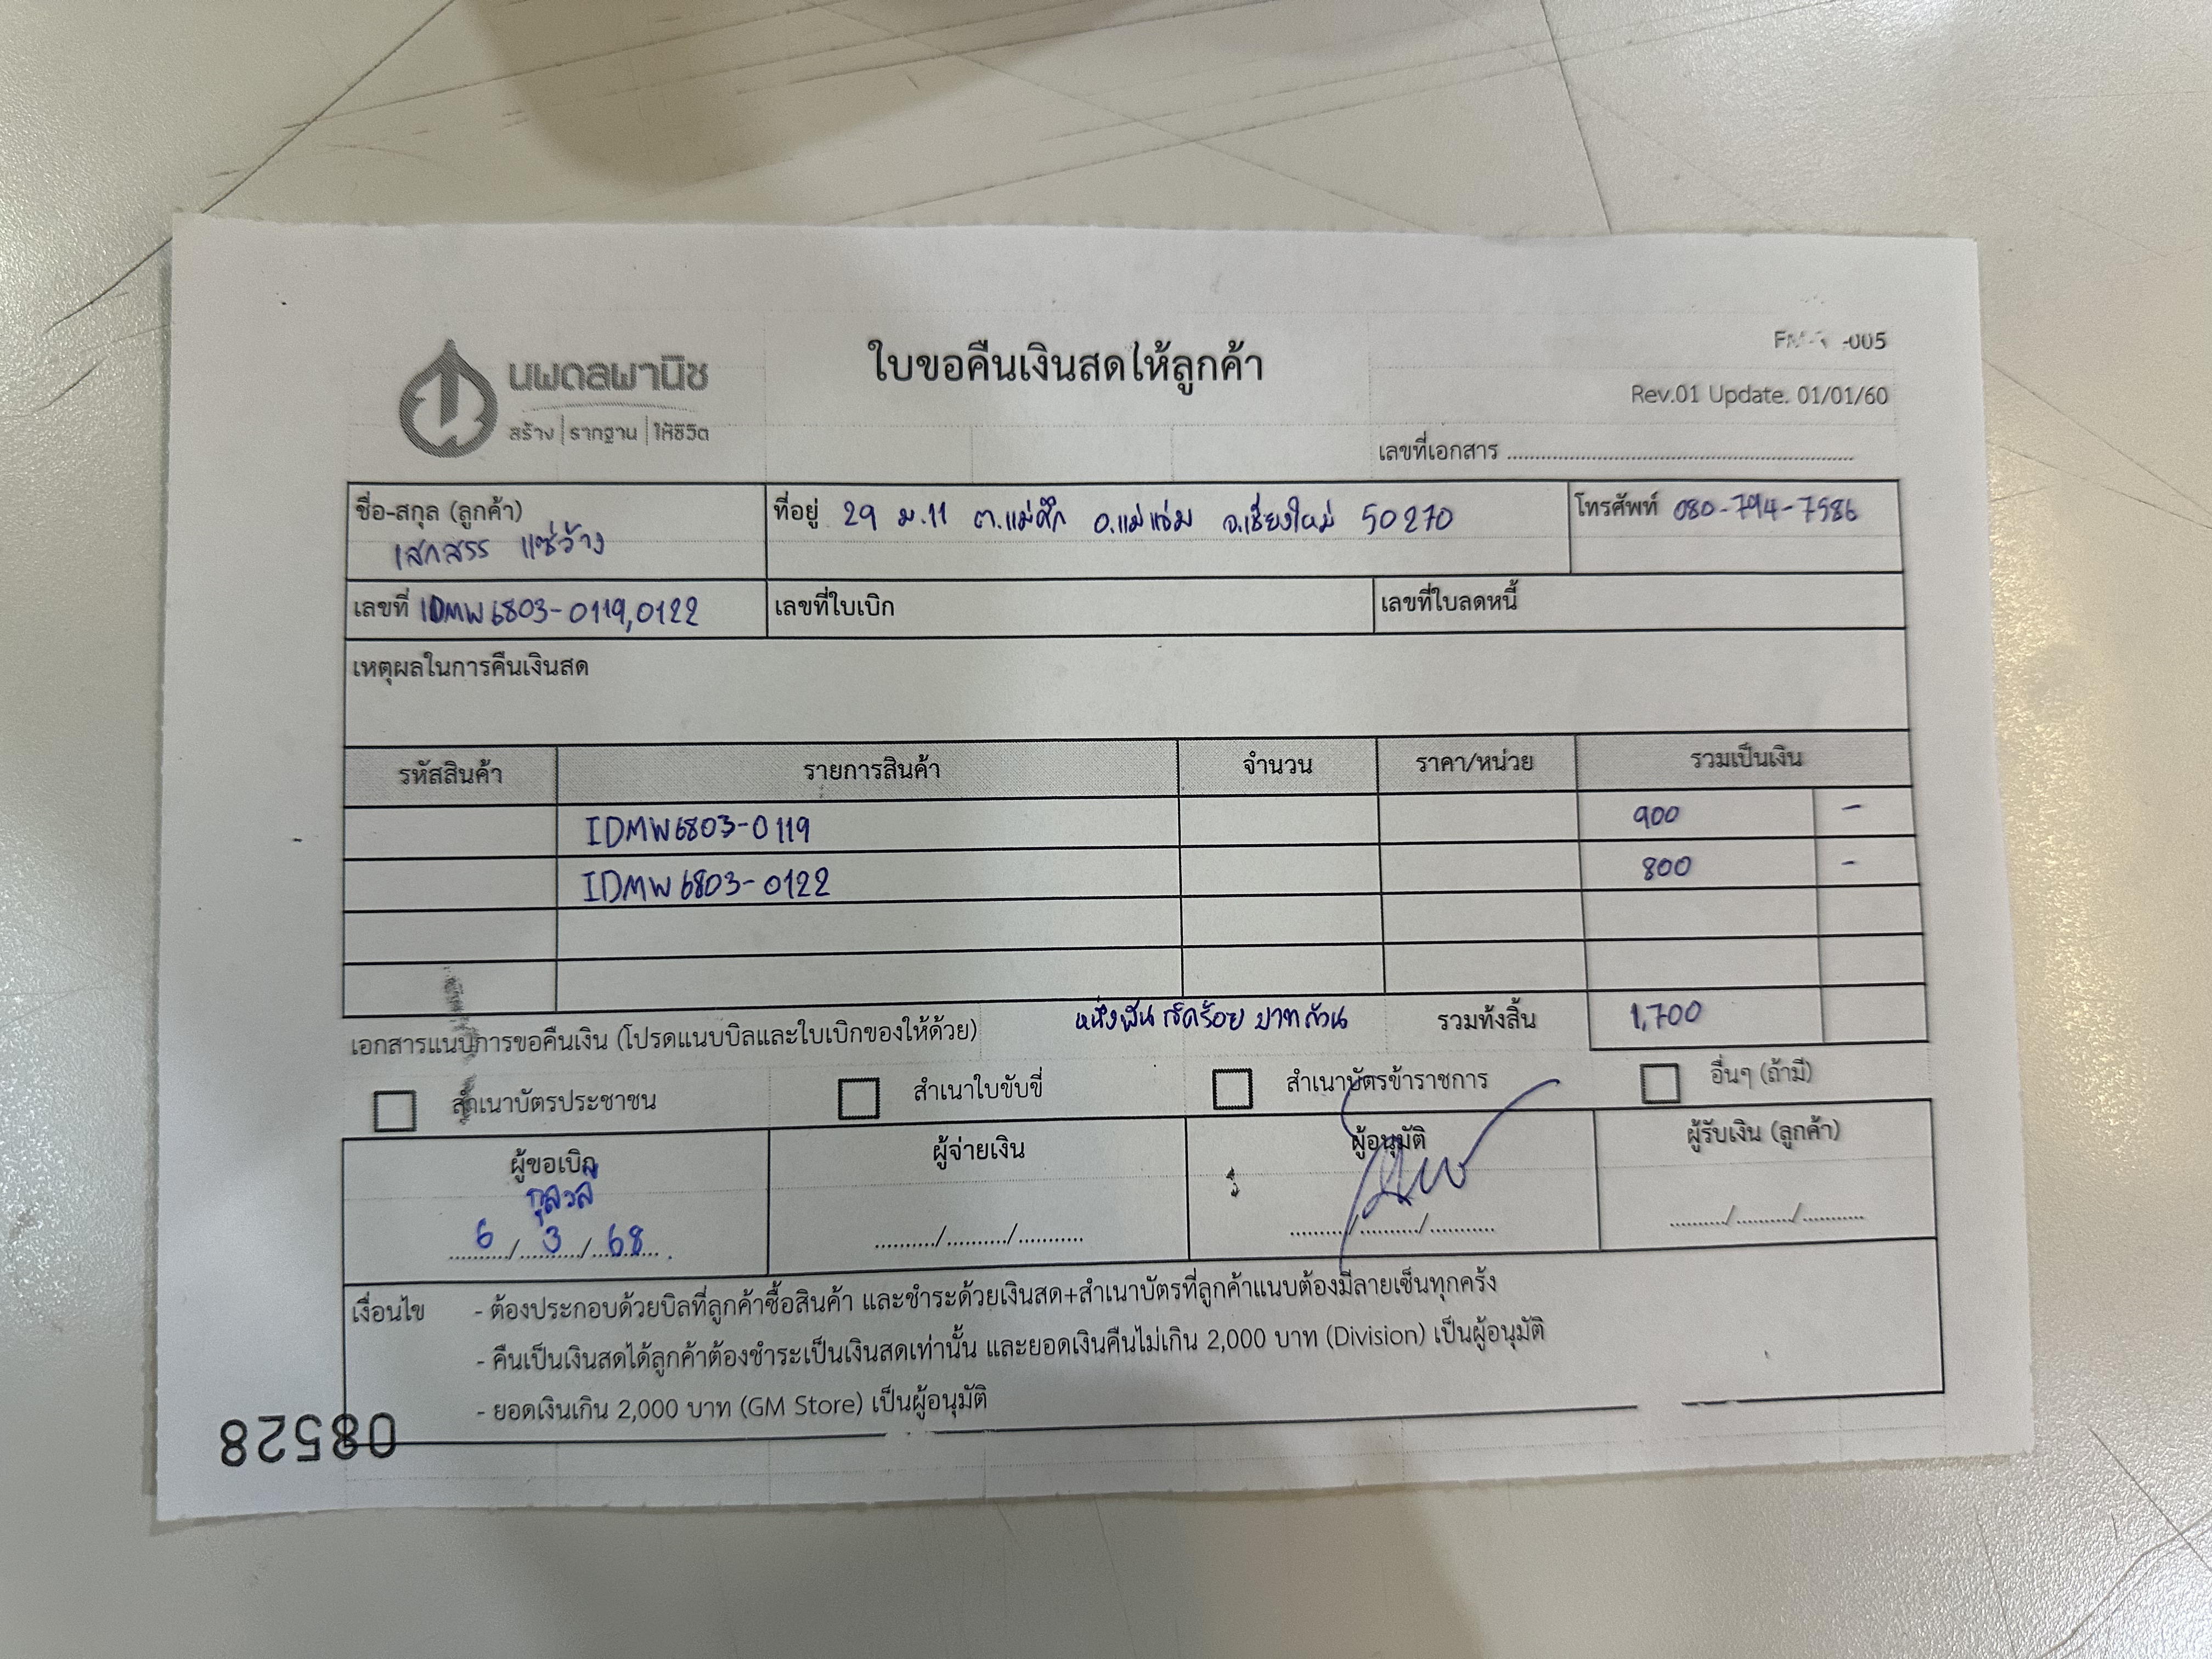 นพดลพานิช
สร้าง | รากฐาน | ให้ชีวิต
ใบขอคืนเงินสดให้ลูกค้า
-005
Rev.01 Update. 01/01/60
เลขที่เอกสาร
ชื่อ-สกุล (ลูกค้า)
เสกสรร แซ่ว้าง
ที่อยู่ 29 ม.11 ต.แม่ศึก อ.แม่แจ่ม จ.เชียงใหม่ 50270
โทรศัพท์ 080-794-7586
เลขที่ IDMW6803-0119,0122
เลขที่ใบเบิก
เลขที่ใบลดหนี้
เหตุผลในการคืนเงินสด
รหัสสินค้า รายการสินค้า จำนวน ราคา/หน่วย รวมเป็นเงิน
IDMW6803-0119 900 -
IDMW6803-0122 800 -
หนึ่งพันเจ็ดร้อยบาทถ้วน รวมทั้งสิ้น 1,700
เอกสารแนบการขอคืนเงิน (โปรดแนบบิลและใบเบิกของให้ด้วย)
สำเนาบัตรประชาชน สำเนาใบขับขี่ สำเนาบัตรข้าราชการ อื่นๆ (ถ้ามี)
ผู้ขอเบิก ผู้จ่ายเงิน ผู้อนุมัติ ผู้รับเงิน (ลูกค้า)
กุลวลี
6 / 3 / 68
เงื่อนไข - ต้องประกอบด้วยบิลที่ลูกค้าซื้อสินค้า และชำระด้วยเงินสด+สำเนาบัตรที่ลูกค้าแนบต้องมีลายเซ็นทุกครั้ง
- คืนเป็นเงินสดได้ลูกค้าต้องชำระเป็นเงินสดเท่านั้น และยอดเงินคืนไม่เกิน 2,000 บาท (Division) เป็นผู้อนุมัติ
- ยอดเงินเกิน 2,000 บาท (GM Store) เป็นผู้อนุมัติ
08528